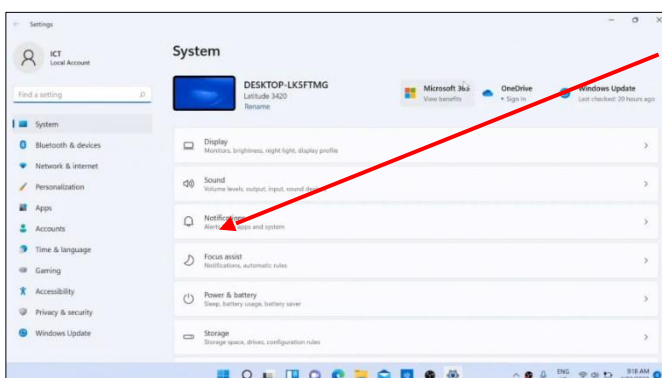 Settings
ICT
Local Account
Find a setting
System
Bluetooth & devices
Network & internet
Personalization
Apps
Accounts
Time & language
Gaming
Accessibility
Privacy & security
Windows Update
System
DESKTOP-LK5FTMG
Latitude 3420
Rename
Microsoft 365
View benefits
OneDrive
• Sign in
Windows Update
Last checked: 20 hours ago
Display
Monitors, brightness, night light, display profile
Sound
Volume levels, output, input, sound devices
Notifications
Alerts apps and system
Focus assist
Notifications, automatic rules
Power & battery
Sleep, battery usage, battery saver
Storage
Storage space, drives, configuration rules
ENG
9:18 AM